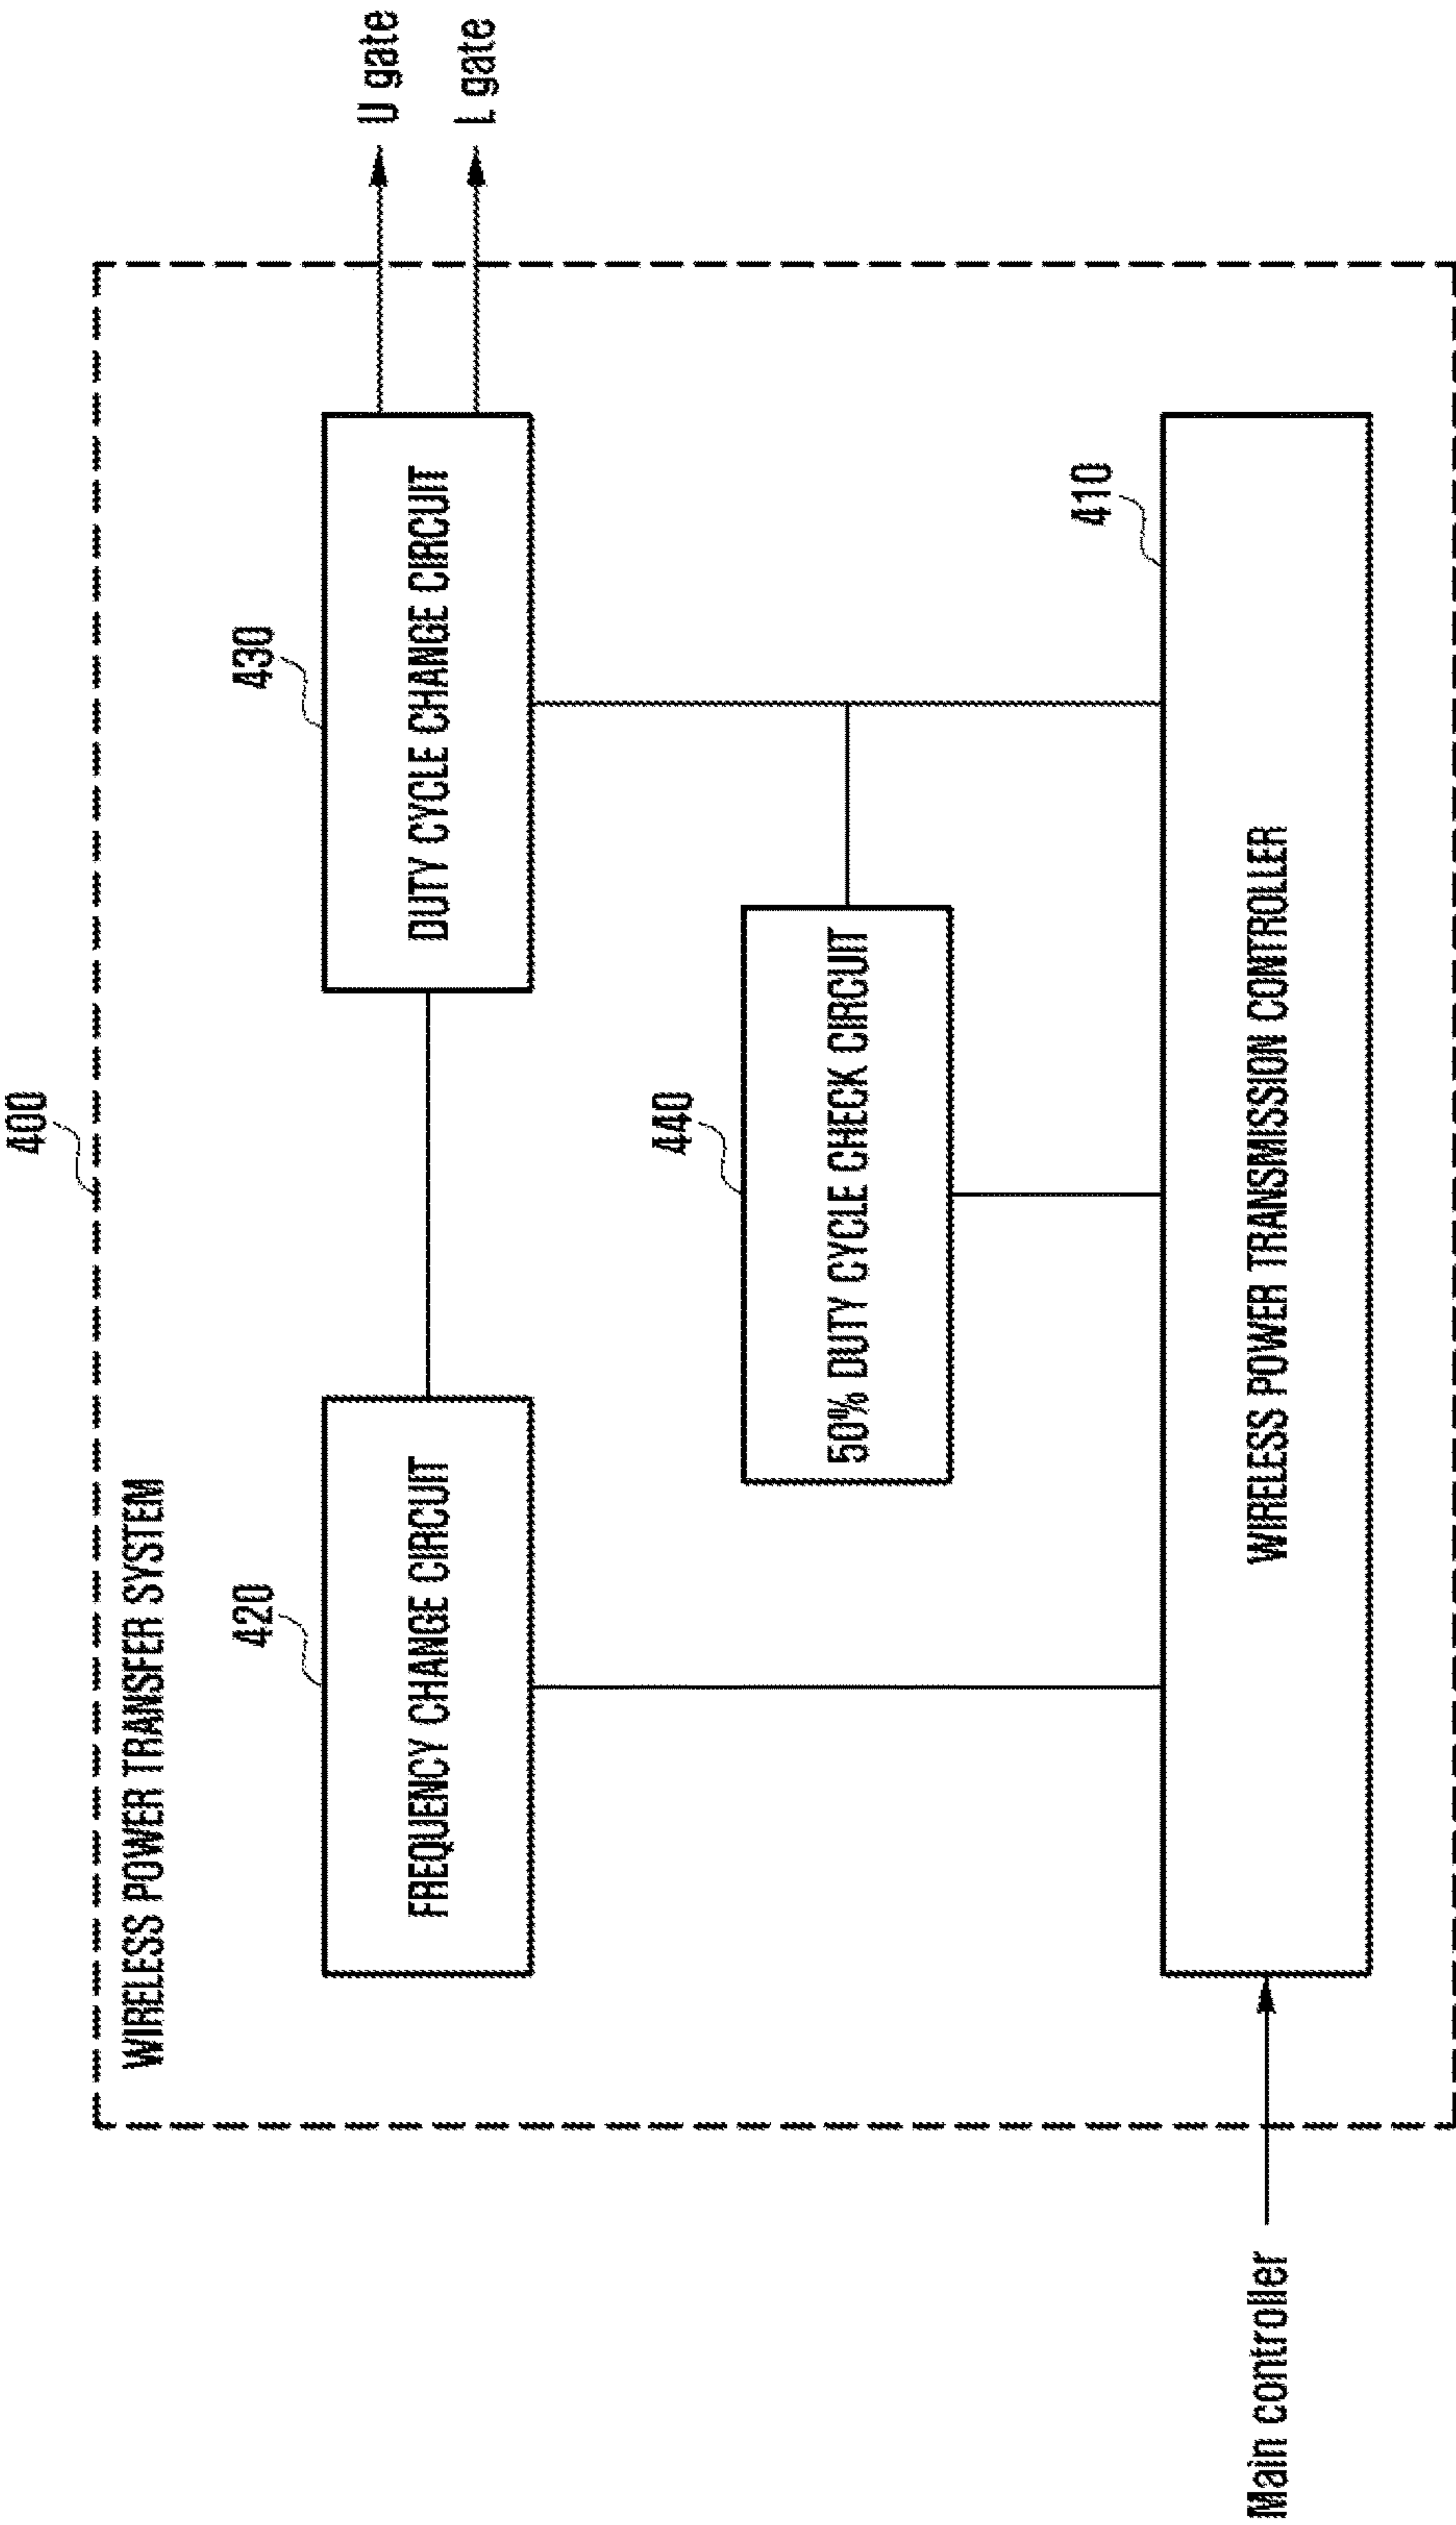 400
WIRELESS POWER TRANSFER SYSTEM
420
430
FREQUENCY CHANGE CIRCUIT
DUTY CYCLE CHANGE CIRCUIT
U gate
L gate
440
50% DUTY CYCLE CHECK CIRCUIT
410
Main controller
WIRELESS POWER TRANSMISSION CONTROLLER